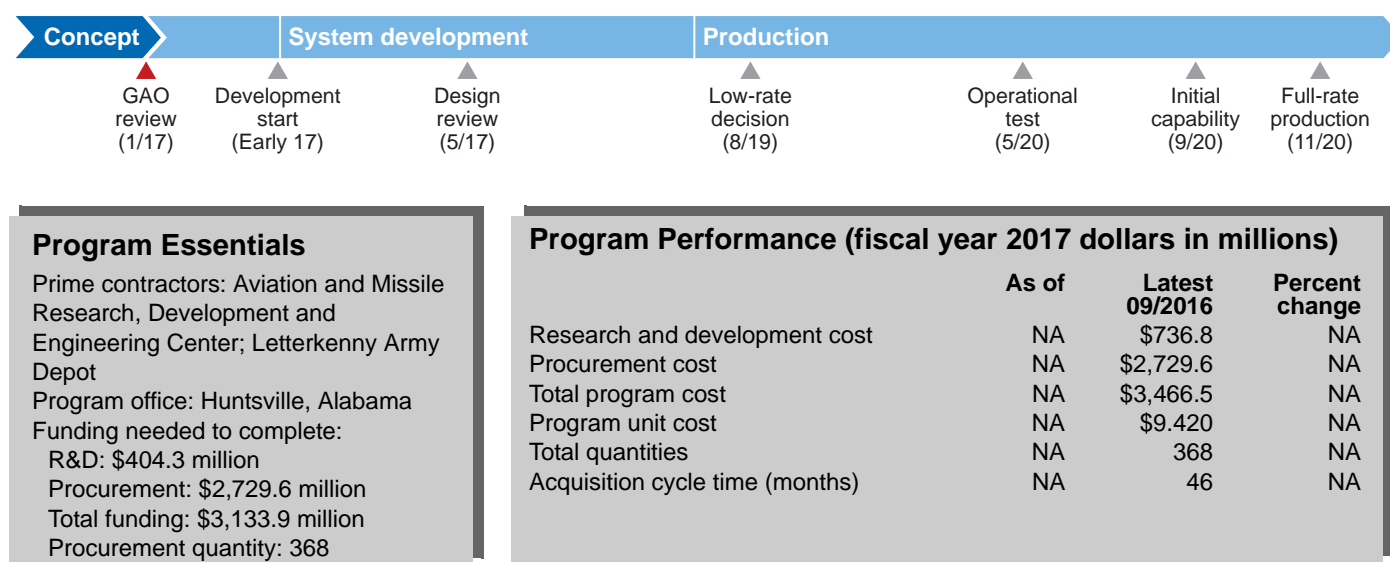 Concept System development Production
GAO review (1/17)
Development start (Early 17)
Design review (5/17)
Low-rate decision (8/19)
Operational test (5/20)
Initial capability (9/20)
Full-rate production (11/20)
Program Essentials
Prime contractors: Aviation and Missile
Research, Development and
Engineering Center; Letterkenny Army
Depot
Program office: Huntsville, Alabama
Funding needed to complete:
R&D: $404.3 million
Procurement: $2,729.6 million
Total funding: $3,133.9 million
Procurement quantity: 368
Program Performance (fiscal year 2017 dollars in millions)
As of Latest 09/2016 Percent change
Research and development cost NA $736.8 NA
Procurement cost NA $2,729.6 NA
Total program cost NA $3,466.5 NA
Program unit cost NA $9.420 NA
Total quantities NA 368 NA
Acquisition cycle time (months) NA 46 NA